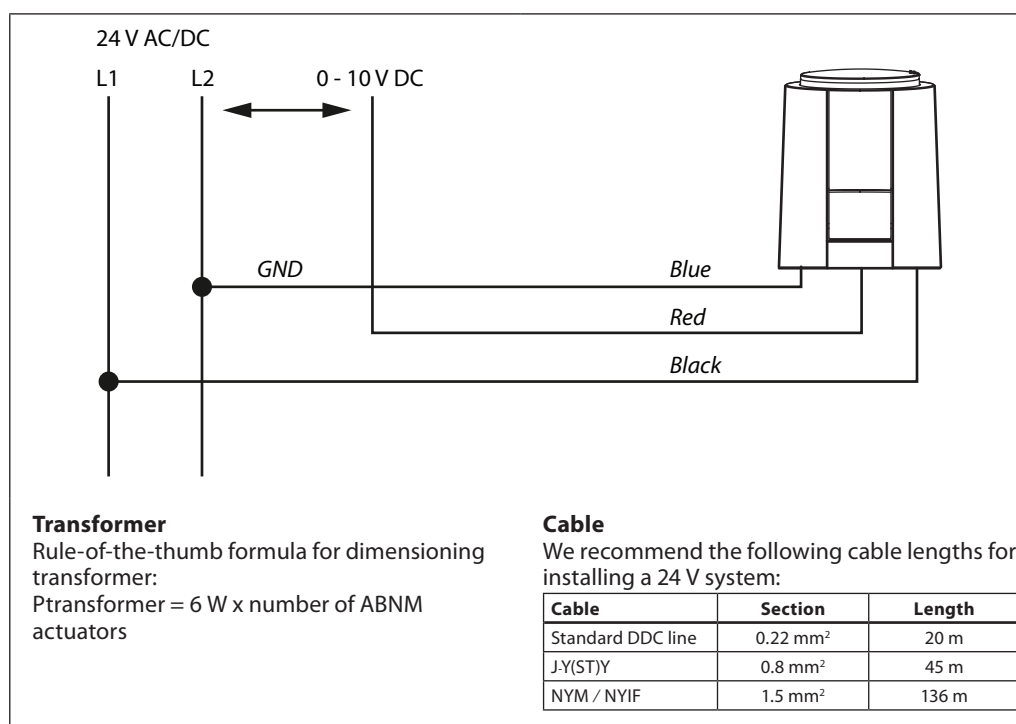 24 V AC/DC
L1 L2 0 - 10 V DC
GND Blue
Red
Black
Transformer
Rule-of-the-thumb formula for dimensioning
transformer:
Ptransformer = 6 W x number of ABNM
actuators
Cable
We recommend the following cable lengths for
installing a 24 V system:
Cable Section Length
Standard DDC line 0.22 mm² 20 m
J-Y(ST)Y 0.8 mm² 45 m
NYM / NYIF 1.5 mm² 136 m